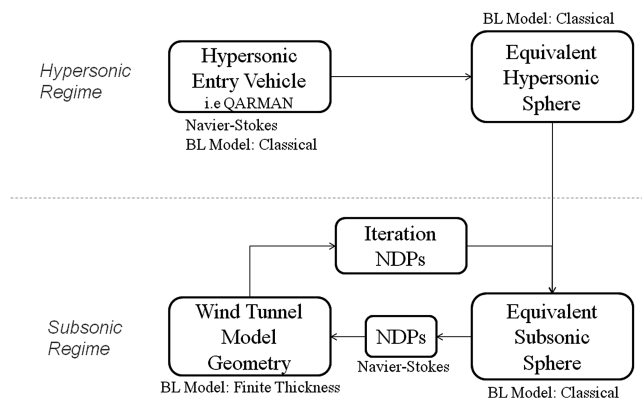 BL Model: Classical
Hypersonic
Regime
Hypersonic
Entry Vehicle
i.e QARMAN
Navier-Stokes
BL Model: Classical
Equivalent
Hypersonic
Sphere
Iteration
NDPs
Subsonic
Regime
Wind Tunnel
Model
Geometry
BL Model: Finite Thickness
NDPs
Navier-Stokes
Equivalent
Subsonic
Sphere
BL Model: Classical